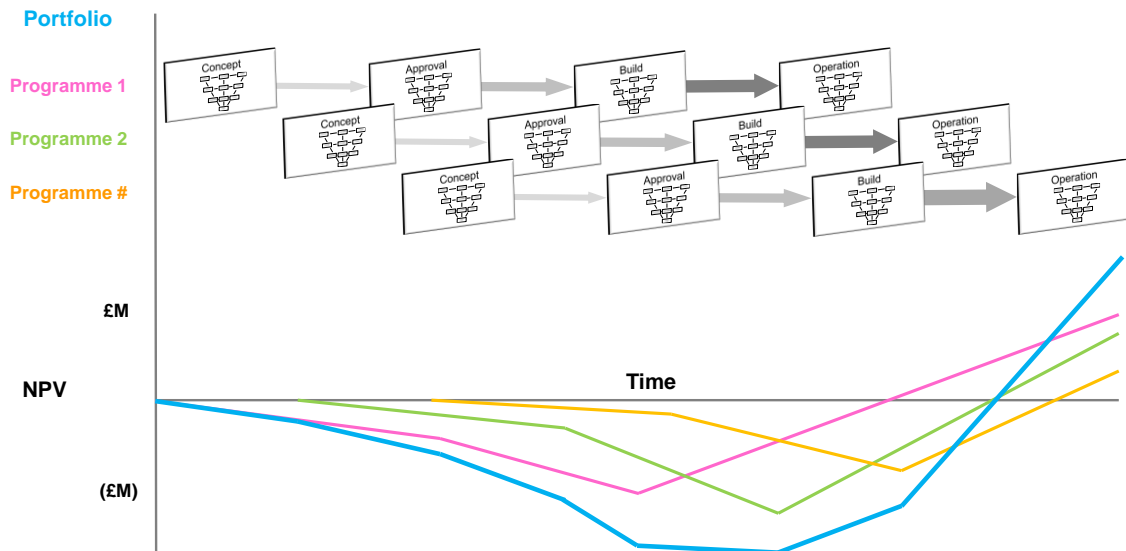 Portfolio
Programme 1
Concept
Approval
Build
Operation
Programme 2
Concept
Approval
Build
Operation
Programme #
Concept
Approval
Build
Operation
£M
NPV
Time
(£M)